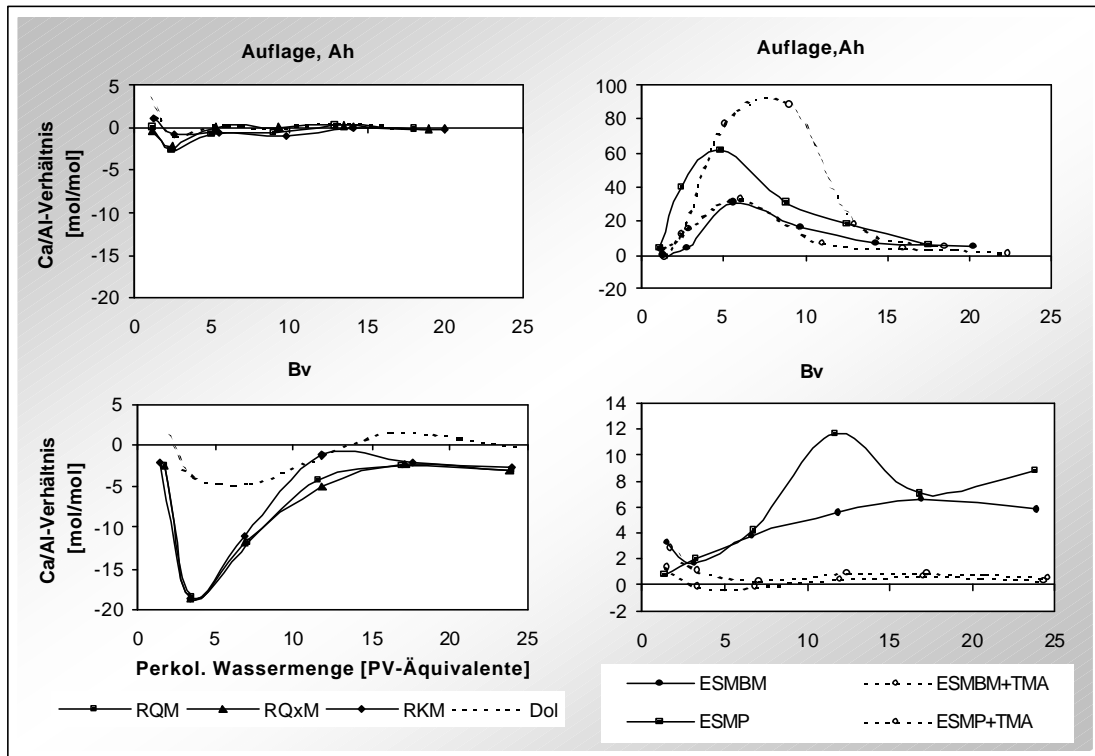 Auflage, Ah
5
0
-5
-10
-15
-20
0 5 10 15 20 25
Ca/Al-Verhältnis
[mol/mol]
Auflage,Ah
100
80
60
40
20
0
-20
0 5 10 15 20 25
Bv
5
0
-5
-10
-15
-20
0 5 10 15 20 25
Ca/Al-Verhältnis
[mol/mol]
Perkol. Wassermenge [PV-Äquivalente]
Bv
14
12
10
8
6
4
2
0
-2
0 5 10 15 20 25
RQM RQxM RKM Dol
ESMBM ESMBM+TMA
ESMP ESMP+TMA